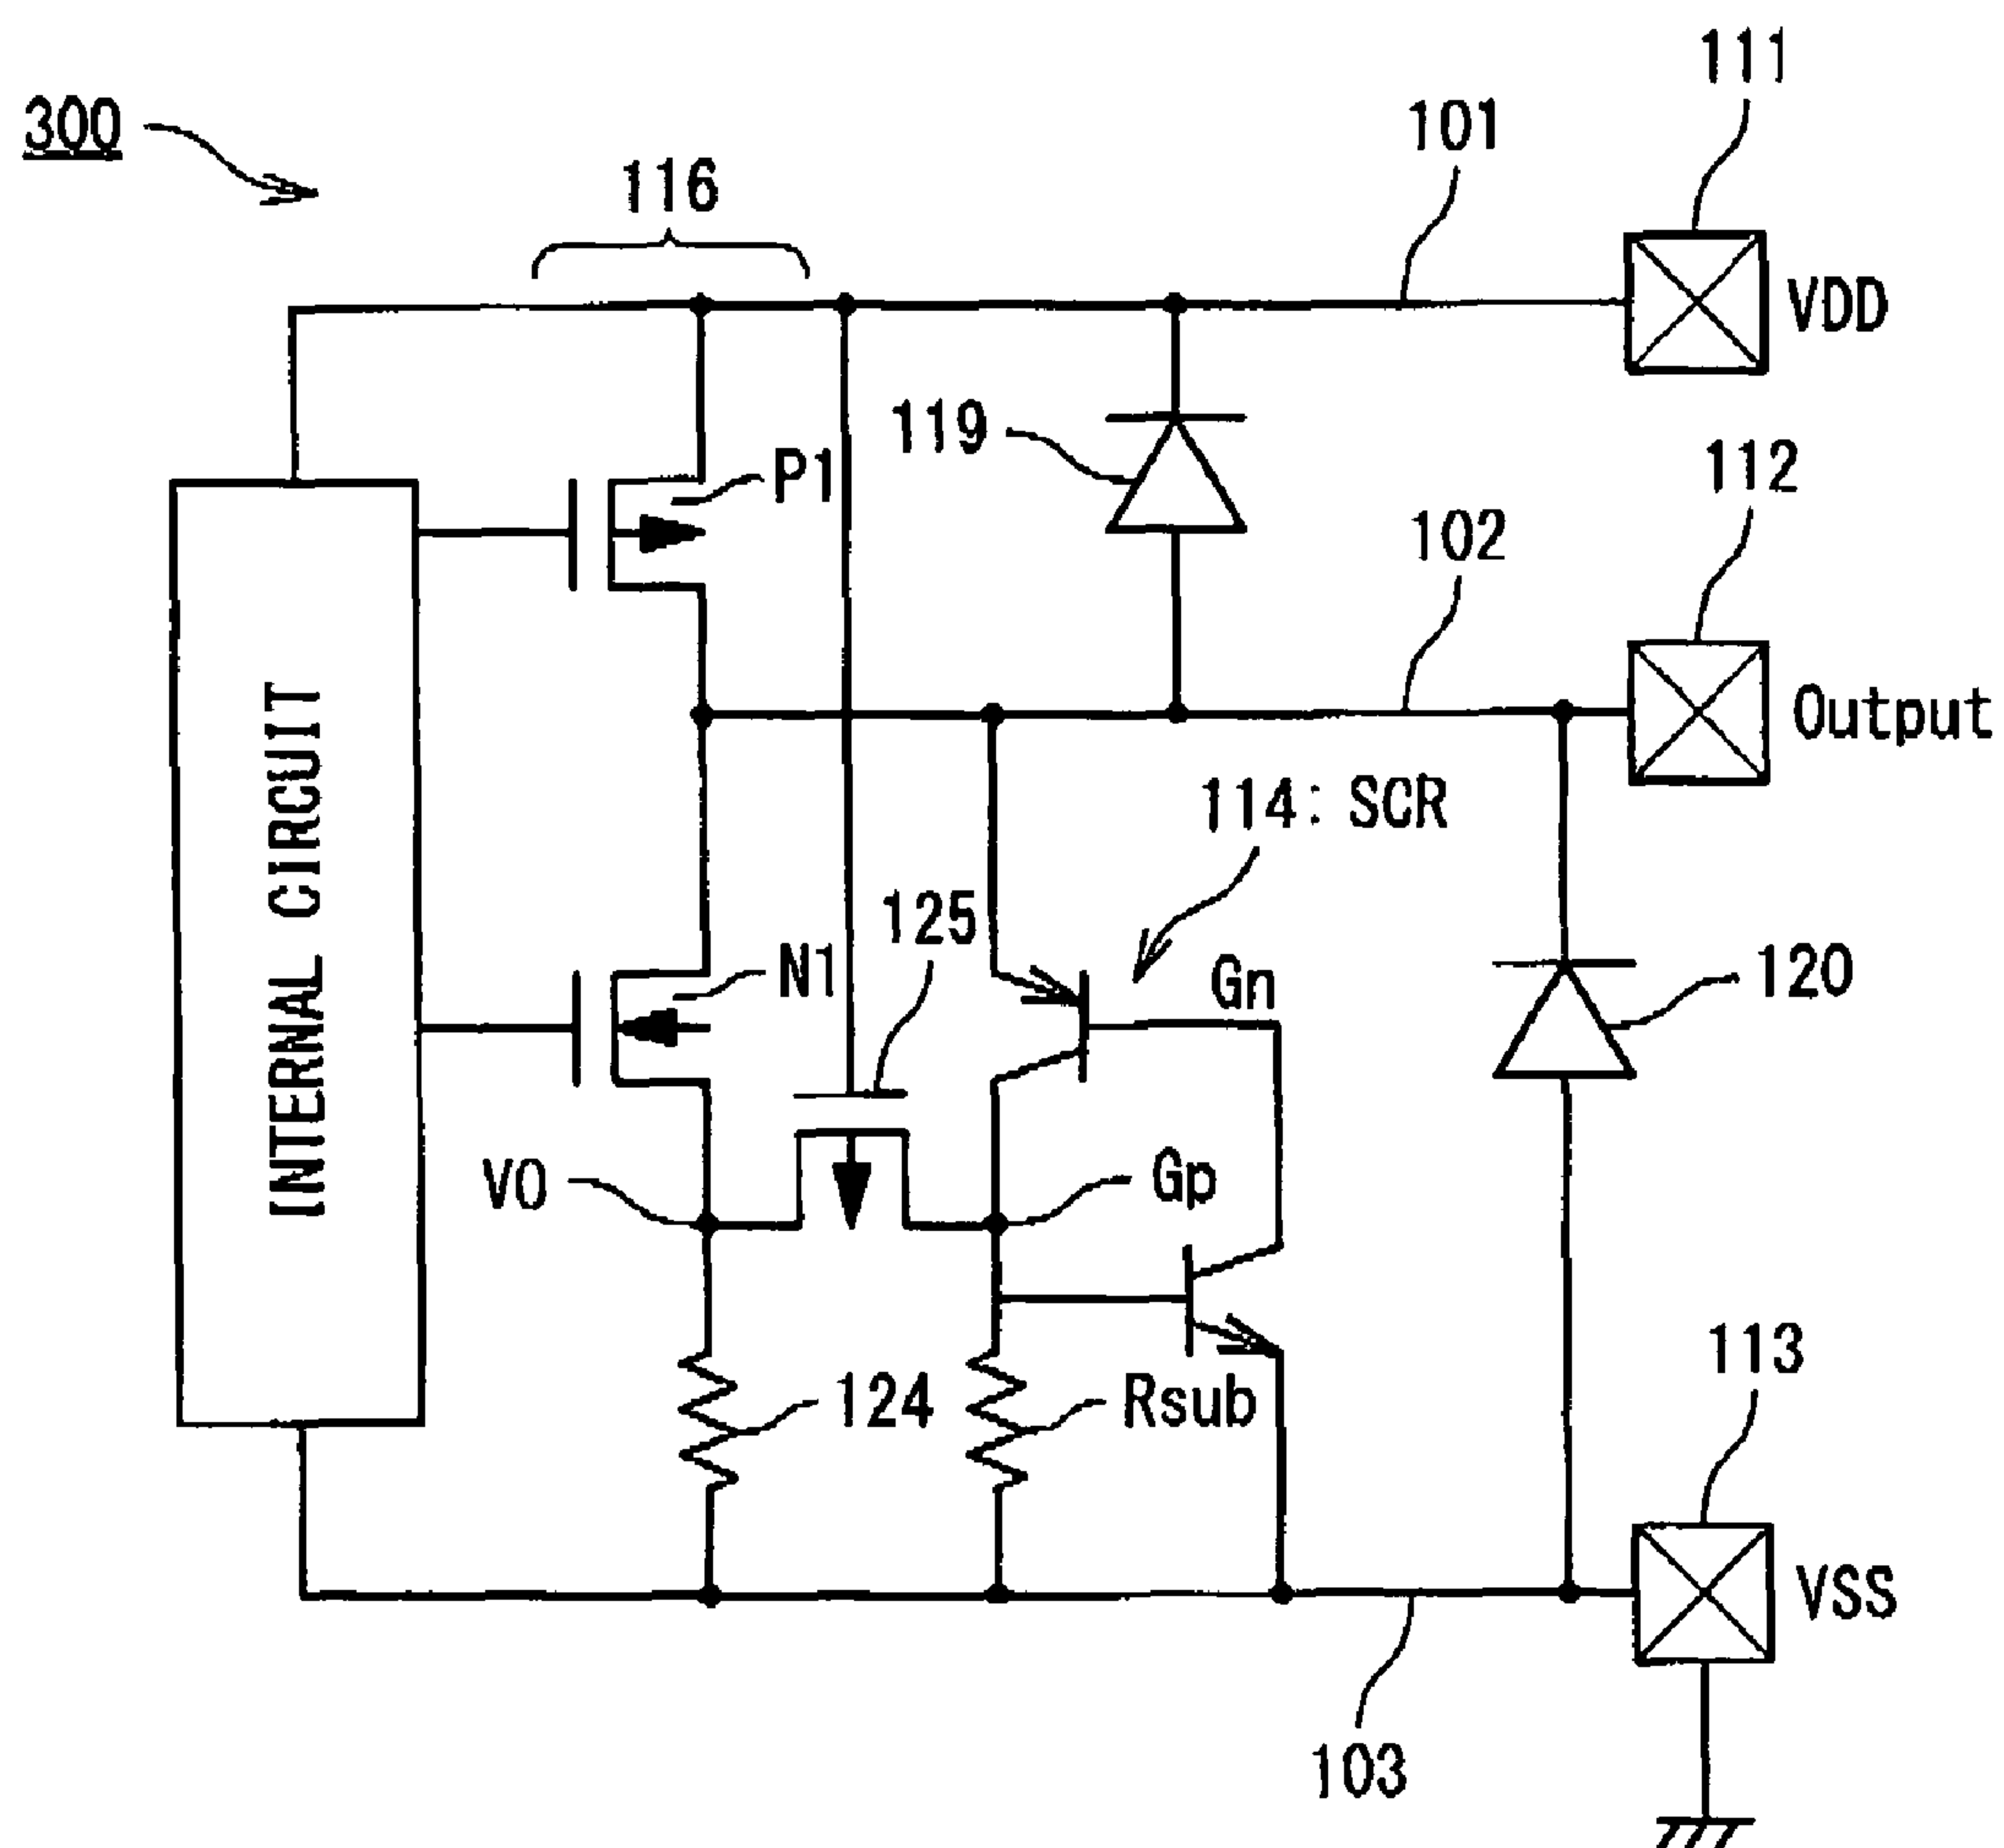 300
116
101
111
VDD
119
P1
102
112
Output
114: SCR
125
N1
Gn
120
INTERNAL CIRCUIT
VO
Gp
124
Rsub
113
VSS
103